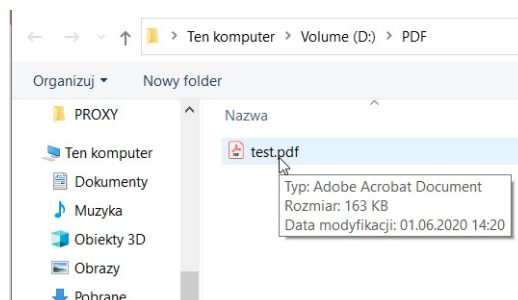 Ten komputer > Volume (D:) > PDF
Organizuj Nowy folder
PROXY
Ten komputer
Dokumenty
Muzyka
Obiekty 3D
Obrazy
Pobrane
Nazwa
test.pdf
Typ: Adobe Acrobat Document
Rozmiar: 163 KB
Data modyfikacji: 01.06.2020 14:20